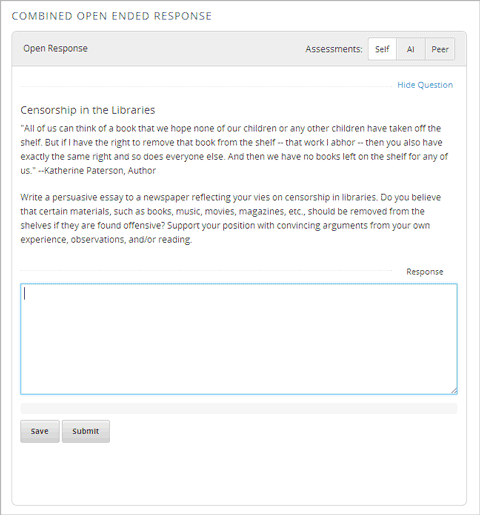 COMBINED OPEN ENDED RESPONSE
Open Response Assessments: Self AI Peer
Hide Question
Censorship in the Libraries
"All of us can think of a book that we hope none of our children or any other children have taken off the
shelf. But if I have the right to remove that book from the shelf -- that work I abhor -- then you also have
exactly the same right and so does everyone else. And then we have no books left on the shelf for any of
us." --Katherine Paterson, Author
Write a persuasive essay to a newspaper reflecting your vies on censorship in libraries. Do you believe
that certain materials, such as books, music, movies, magazines, etc., should be removed from the
shelves if they are found offensive? Support your position with convincing arguments from your own
experience, observations, and/or reading.
Response
Save Submit